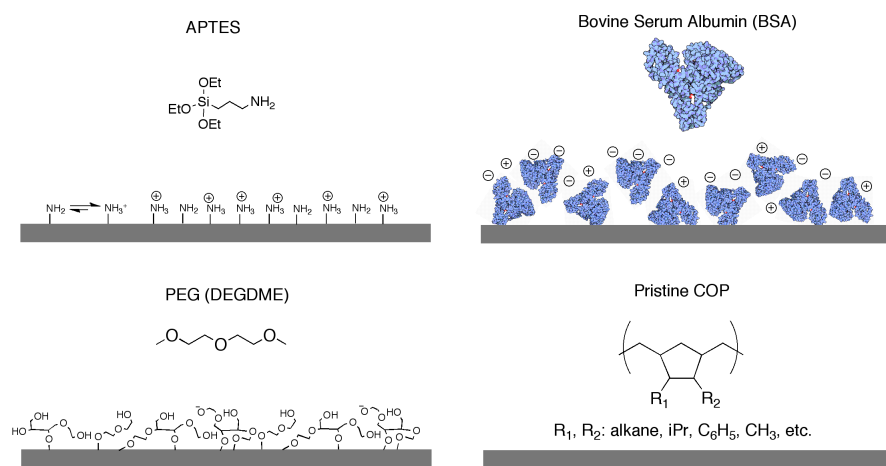 APTES
OEt
EtO
Si
NH2
OEt
NH2
NH3+
NH3
NH2
NH3
NH3
NH3
NH2
NH3
NH2
NH3
Bovine Serum Albumin (BSA)
PEG (DEGDME)
O
O
O
Pristine COP
R1
R2
R1, R2: alkane, iPr, C6H5, CH3, etc.